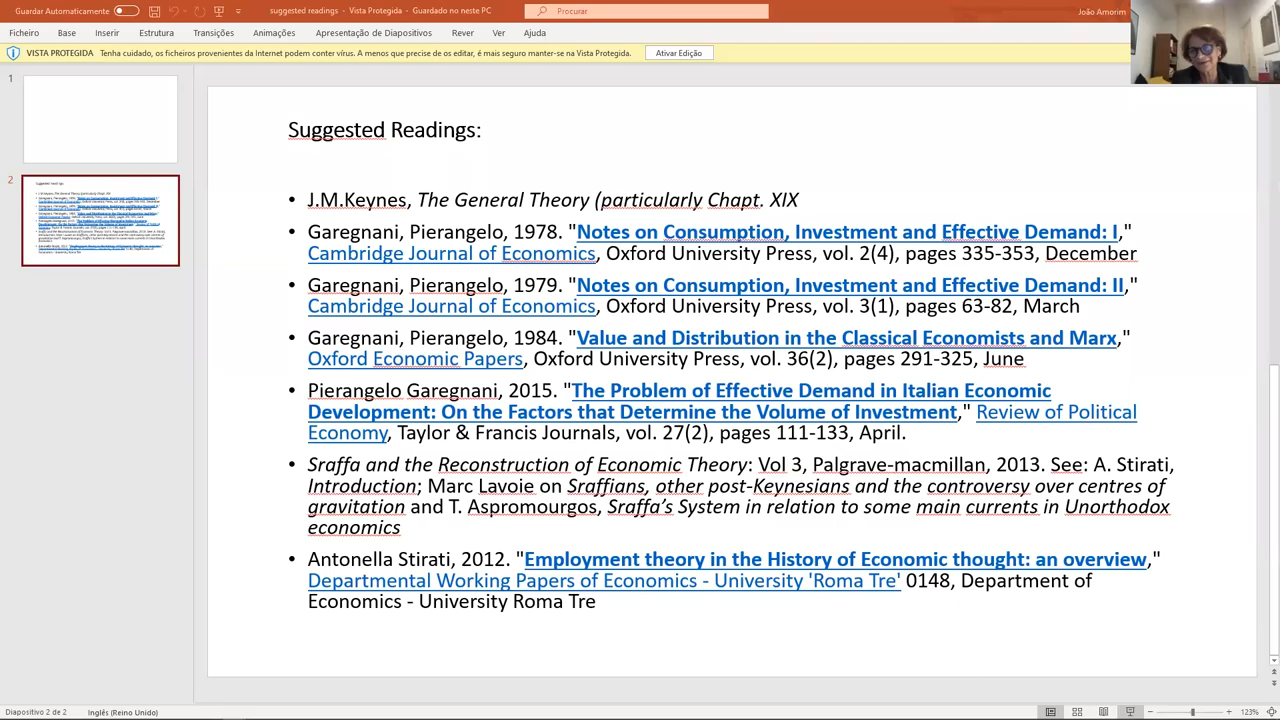 Guardar Automaticamente
suggested readings - Vista Protegida - Guardado no neste PC
Procurar
João Amorim
Ficheiro Base Inserir Estrutura Transições Animações Apresentação de Diapositivos Rever Ver Ajuda
VISTA PROTEGIDA Tenha cuidado, os ficheiros provenientes da Internet podem conter vírus. A menos que precise de os editar, é mais seguro manter-se na Vista Protegida. Ativar Edição
1
2
Suggested Readings:
• J.M.Keynes, The General Theory (particularly Chapt. XIX
• Garegnani, Pierangelo, 1978. "Notes on Consumption, Investment and Effective Demand: I,"
Cambridge Journal of Economics, Oxford University Press, vol. 2(4), pages 335-353, December
• Garegnani, Pierangelo, 1979. "Notes on Consumption, Investment and Effective Demand: II,"
Cambridge Journal of Economics, Oxford University Press, vol. 3(1), pages 63-82, March
• Garegnani, Pierangelo, 1984. "Value and Distribution in the Classical Economists and Marx,"
Oxford Economic Papers, Oxford University Press, vol. 36(2), pages 291-325, June
• Pierangelo Garegnani, 2015. "The Problem of Effective Demand in Italian Economic
Development: On the Factors that Determine the Volume of Investment," Review of Political
Economy, Taylor & Francis Journals, vol. 27(2), pages 111-133, April.
• Sraffa and the Reconstruction of Economic Theory: Vol 3, Palgrave-macmillan, 2013. See: A. Stirati,
Introduction; Marc Lavoie on Sraffians, other post-Keynesians and the controversy over centres of
gravitation and T. Aspromourgos, Sraffa's System in relation to some main currents in Unorthodox
economics
• Antonella Stirati, 2012. "Employment theory in the History of Economic thought: an overview,"
Departmental Working Papers of Economics - University 'Roma Tre' 0148, Department of
Economics - University Roma Tre
Diapositivo 2 de 2 Inglês (Reino Unido) 123%